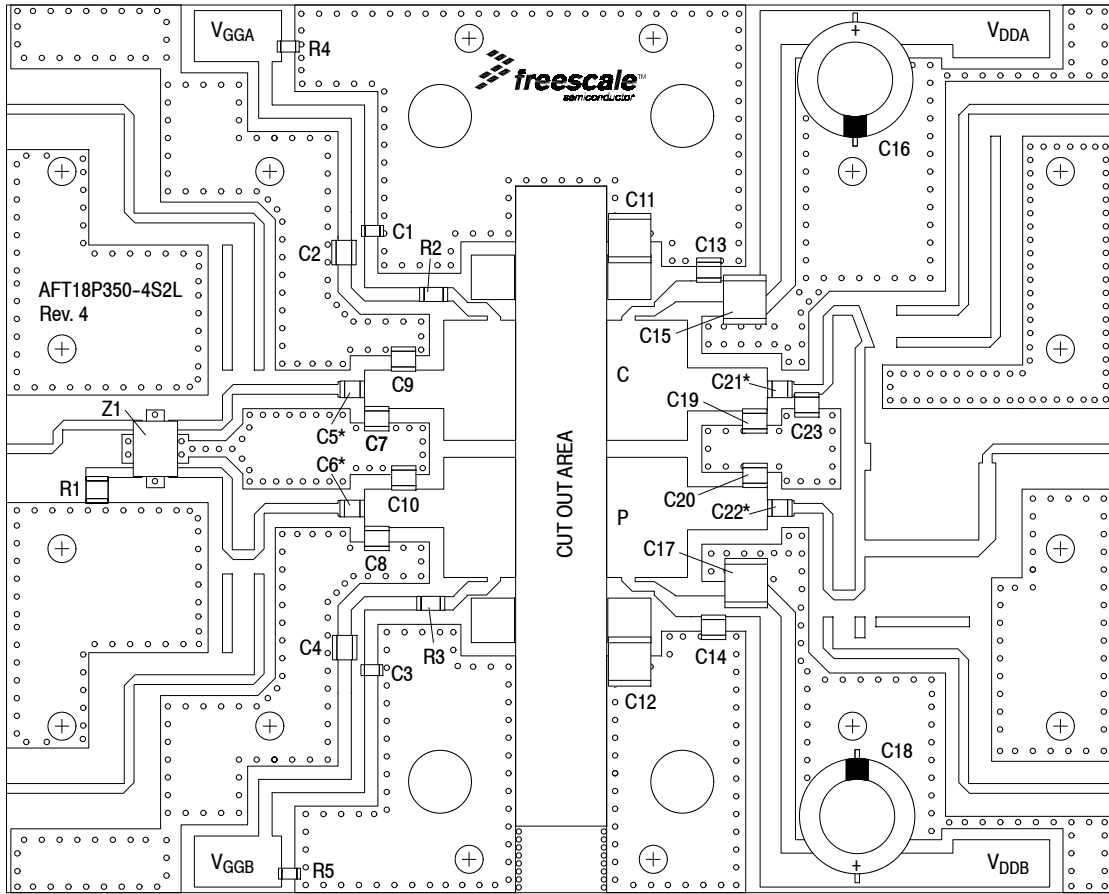 VGGA
R4
freescale™
semiconductor
+
VDDA
C16
C11
C1
C2
R2
C13
AFT18P350-4S2L
Rev. 4
C15
C9
C
C21*
Z1
C5*
C7
C19
C23
C6*
R1
C10
C20
C22*
CUT OUT AREA
P
C8
C17
C4
R3
C3
C14
C12
C18
VGGB
R5
+
VDDB